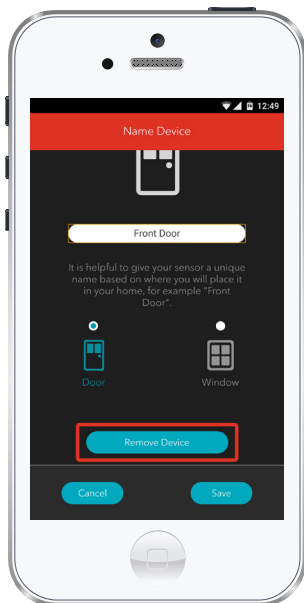 12:49
Name Device
Front Door
It is helpful to give your sensor a unique
name based on where you will place it
in your home, for example "Front
Door".
Door Window
Remove Device
Cancel Save